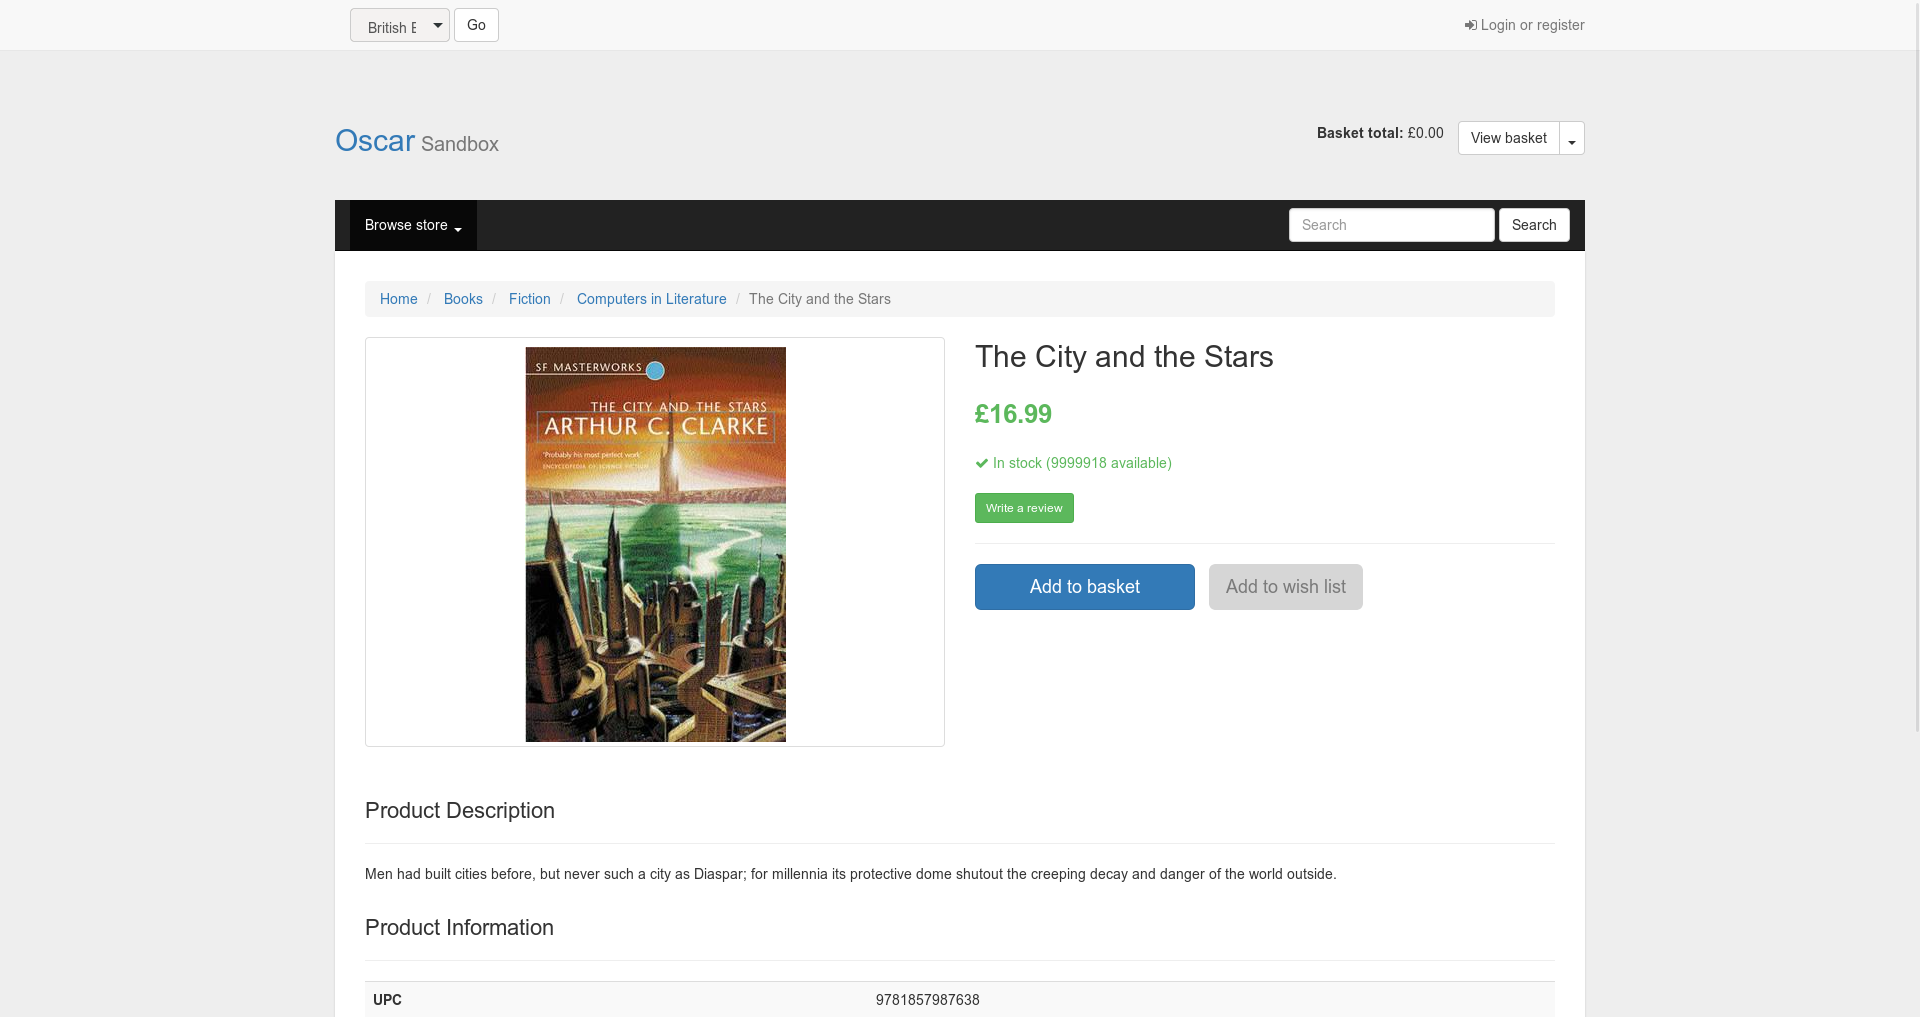 British E
Go
Login or register
Oscar Sandbox
Basket total: £0.00
View basket
Browse store
Search
Search
Home / Books / Fiction / Computers in Literature / The City and the Stars
SF MASTERWORKS
THE CITY AND THE STARS
ARTHUR C. CLARKE
'Probably his most perfect work'
ENCYCLOPEDIA OF SCIENCE FICTION
The City and the Stars
£16.99
In stock (9999918 available)
Write a review
Add to basket
Add to wish list
Product Description
Men had built cities before, but never such a city as Diaspar; for millennia its protective dome shutout the creeping decay and danger of the world outside.
Product Information
UPC 9781857987638